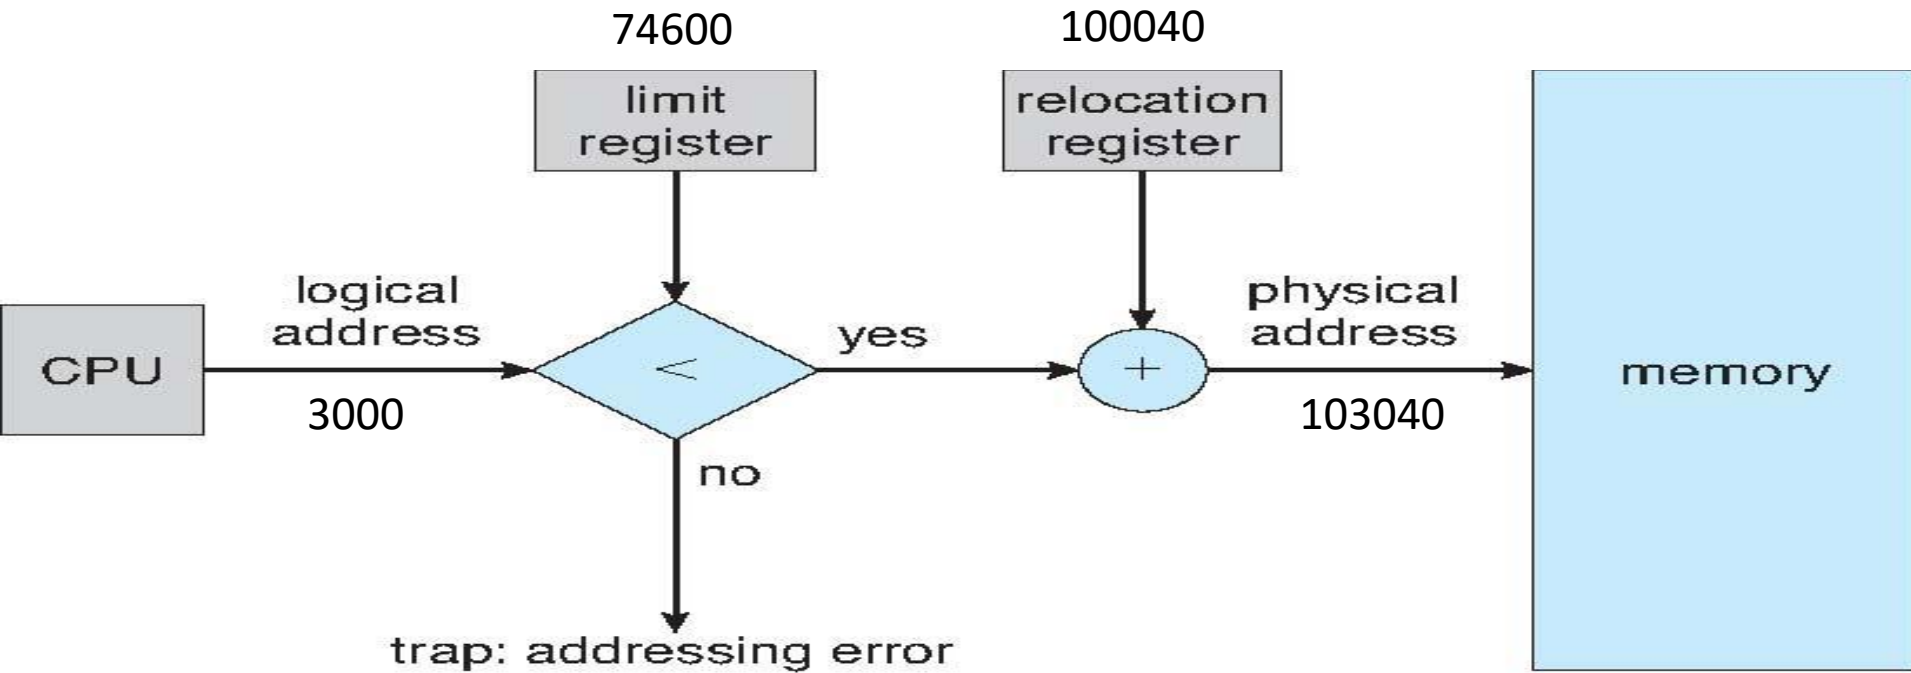 74600
100040
limit
register
relocation
register
logical
address
3000
CPU
<
yes
no
+
physical
address
103040
memory
trap: addressing error